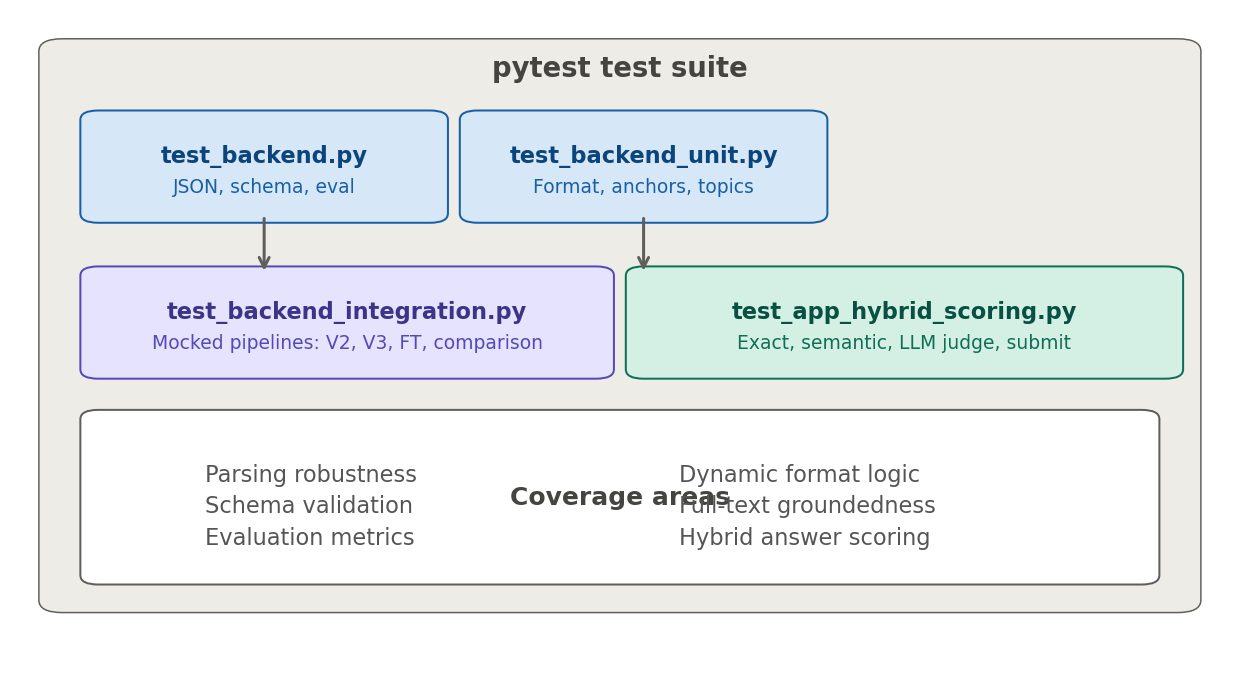 pytest test suite
test_backend.py
JSON, schema, eval
test_backend_unit.py
Format, anchors, topics
test_backend_integration.py
Mocked pipelines: V2, V3, FT, comparison
test_app_hybrid_scoring.py
Exact, semantic, LLM judge, submit
Coverage areas
Parsing robustness
Schema validation
Evaluation metrics
Dynamic format logic
Full-text groundedness
Hybrid answer scoring